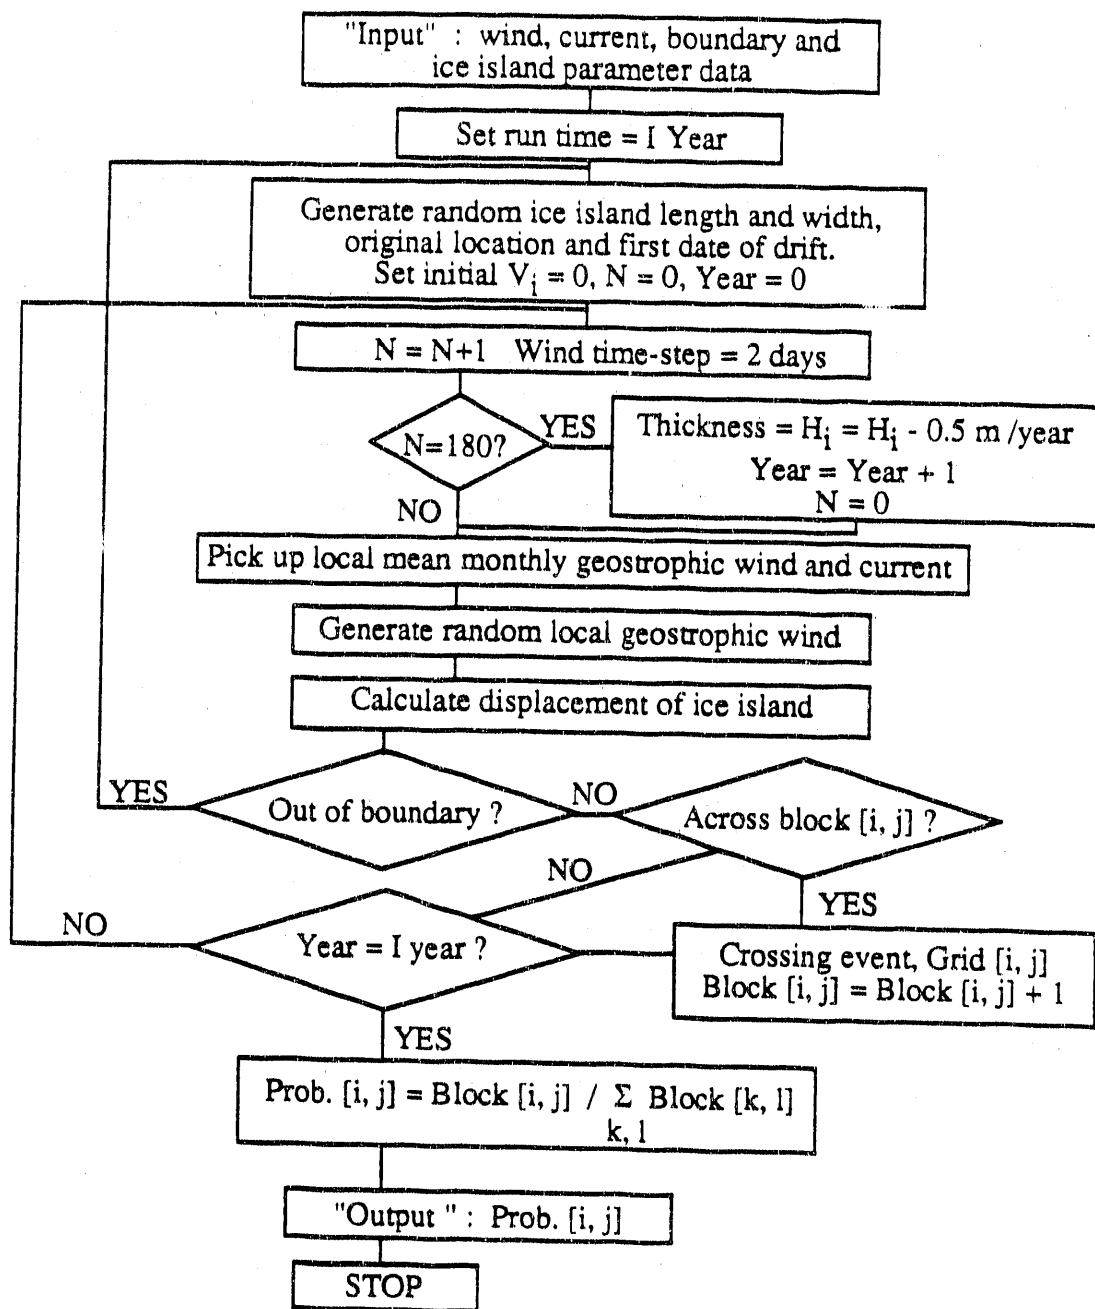 "Input" : wind, current, boundary and
ice island parameter data
Set run time = I Year
Generate random ice island length and width,
original location and first date of drift.
Set initial Vi = 0, N = 0, Year = 0
N = N+1 Wind time-step = 2 days
N=180?
YES
Thickness = Hi = Hi - 0.5 m /year
Year = Year + 1
N = 0
NO
Pick up local mean monthly geostrophic wind and current
Generate random local geostrophic wind
Calculate displacement of ice island
YES
Out of boundary ?
NO
Across block [i, j] ?
NO
YES
NO
Year = I year ?
Crossing event, Grid [i, j]
Block [i, j] = Block [i, j] + 1
YES
Prob. [i, j] = Block [i, j] / Σ Block [k, l]
k, l
"Output " : Prob. [i, j]
STOP